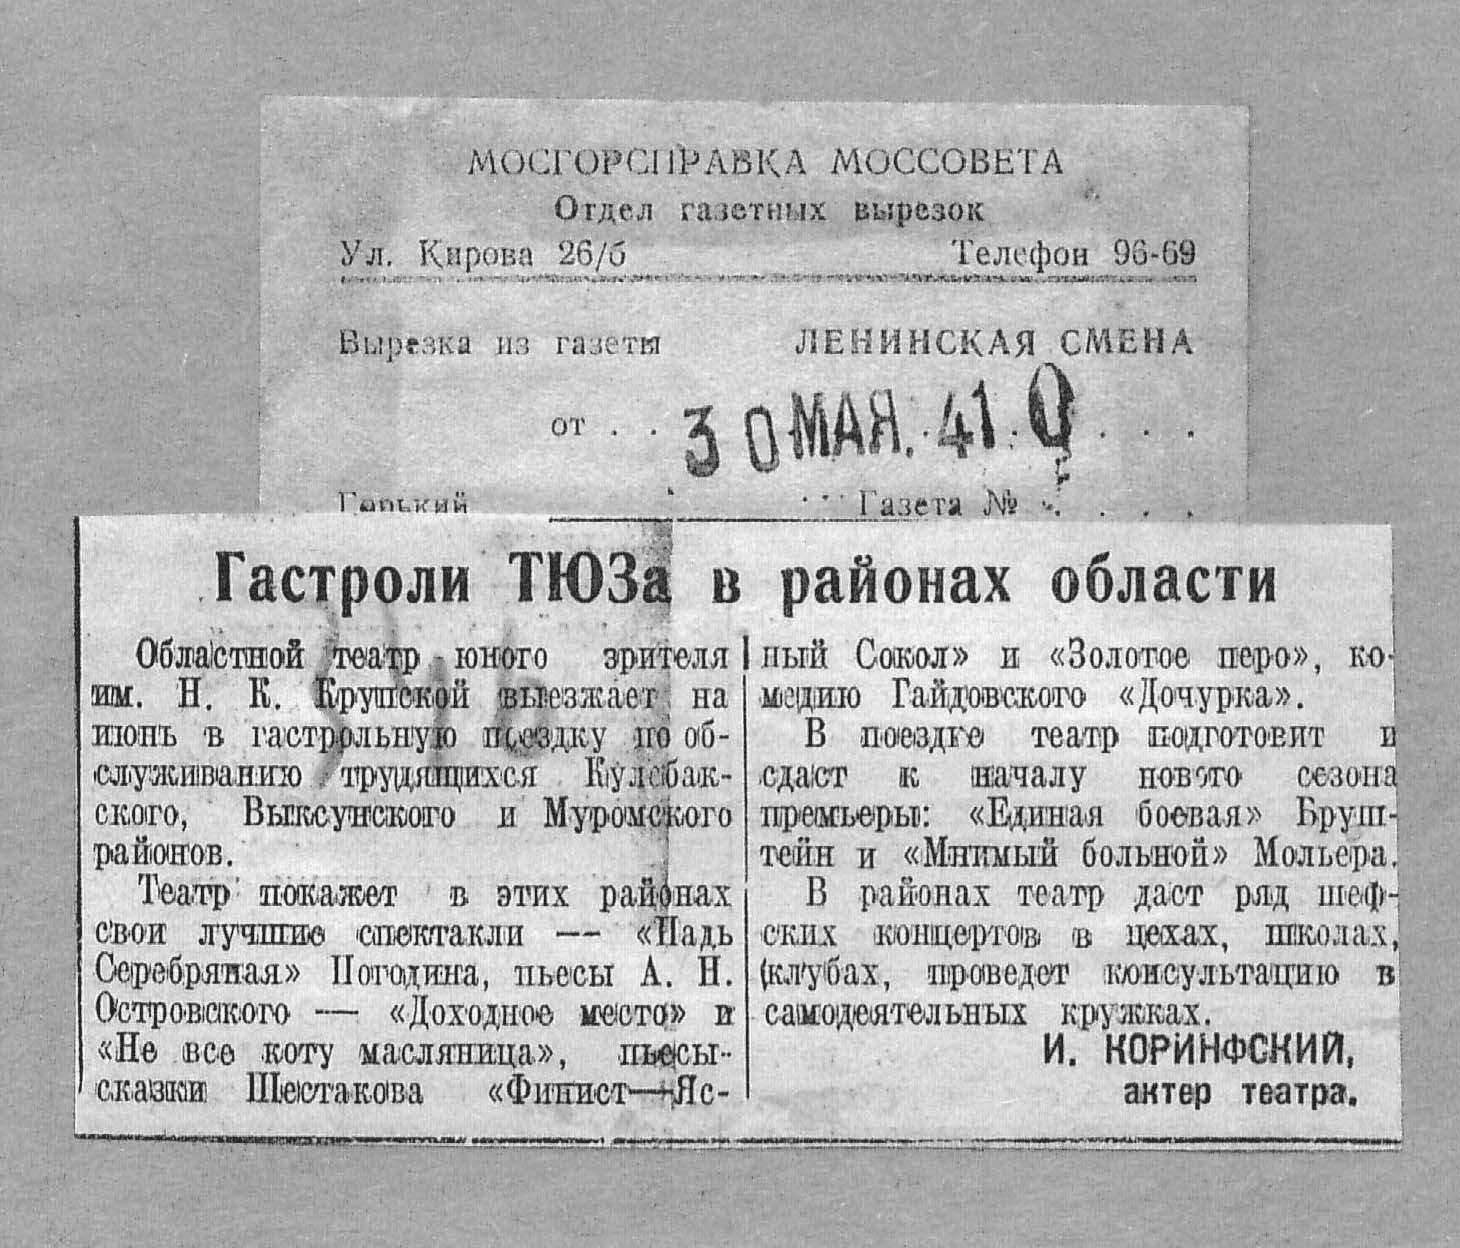 МОСГОРСПРАВКА МОССОВЕТА
Отдел газетных вырезок
Ул. Кирова 26/б Телефон 96-69
Вырезка из газеты ЛЕНИНСКАЯ СМЕНА
от . . 30 МАЯ. 41 . . .
Горький Газета № . . . .
Гастроли ТЮЗа в районах области
Областной театр юного зрителя
им. Н. К. Крупской выезжает на
июнь в гастрольную поездку по об-
служиванию трудящихся Кулебак-
ского, Выксунского и Муромского
районов.
Театр покажет в этих районах
свои лучшие спектакли — «Падь
Серебряная» Погодина, пьесы А. Н.
Островского — «Доходное место» и
«Не все коту масляница», пьесы-
сказки Шестакова «Финист—Яс-
ный Сокол» и «Золотое перо», ко-
медию Гайдовского «Дочурка».
В поездке театр подготовит и
сдаст к началу нового сезона
премьеры: «Единая боевая» Бруш-
тейн и «Мнимый больной» Мольера.
В районах театр даст ряд шеф-
ских концертов в цехах, школах,
клубах, проведет консультацию в
самодеятельных кружках.
И. КОРИНФСКИЙ,
актер театра.